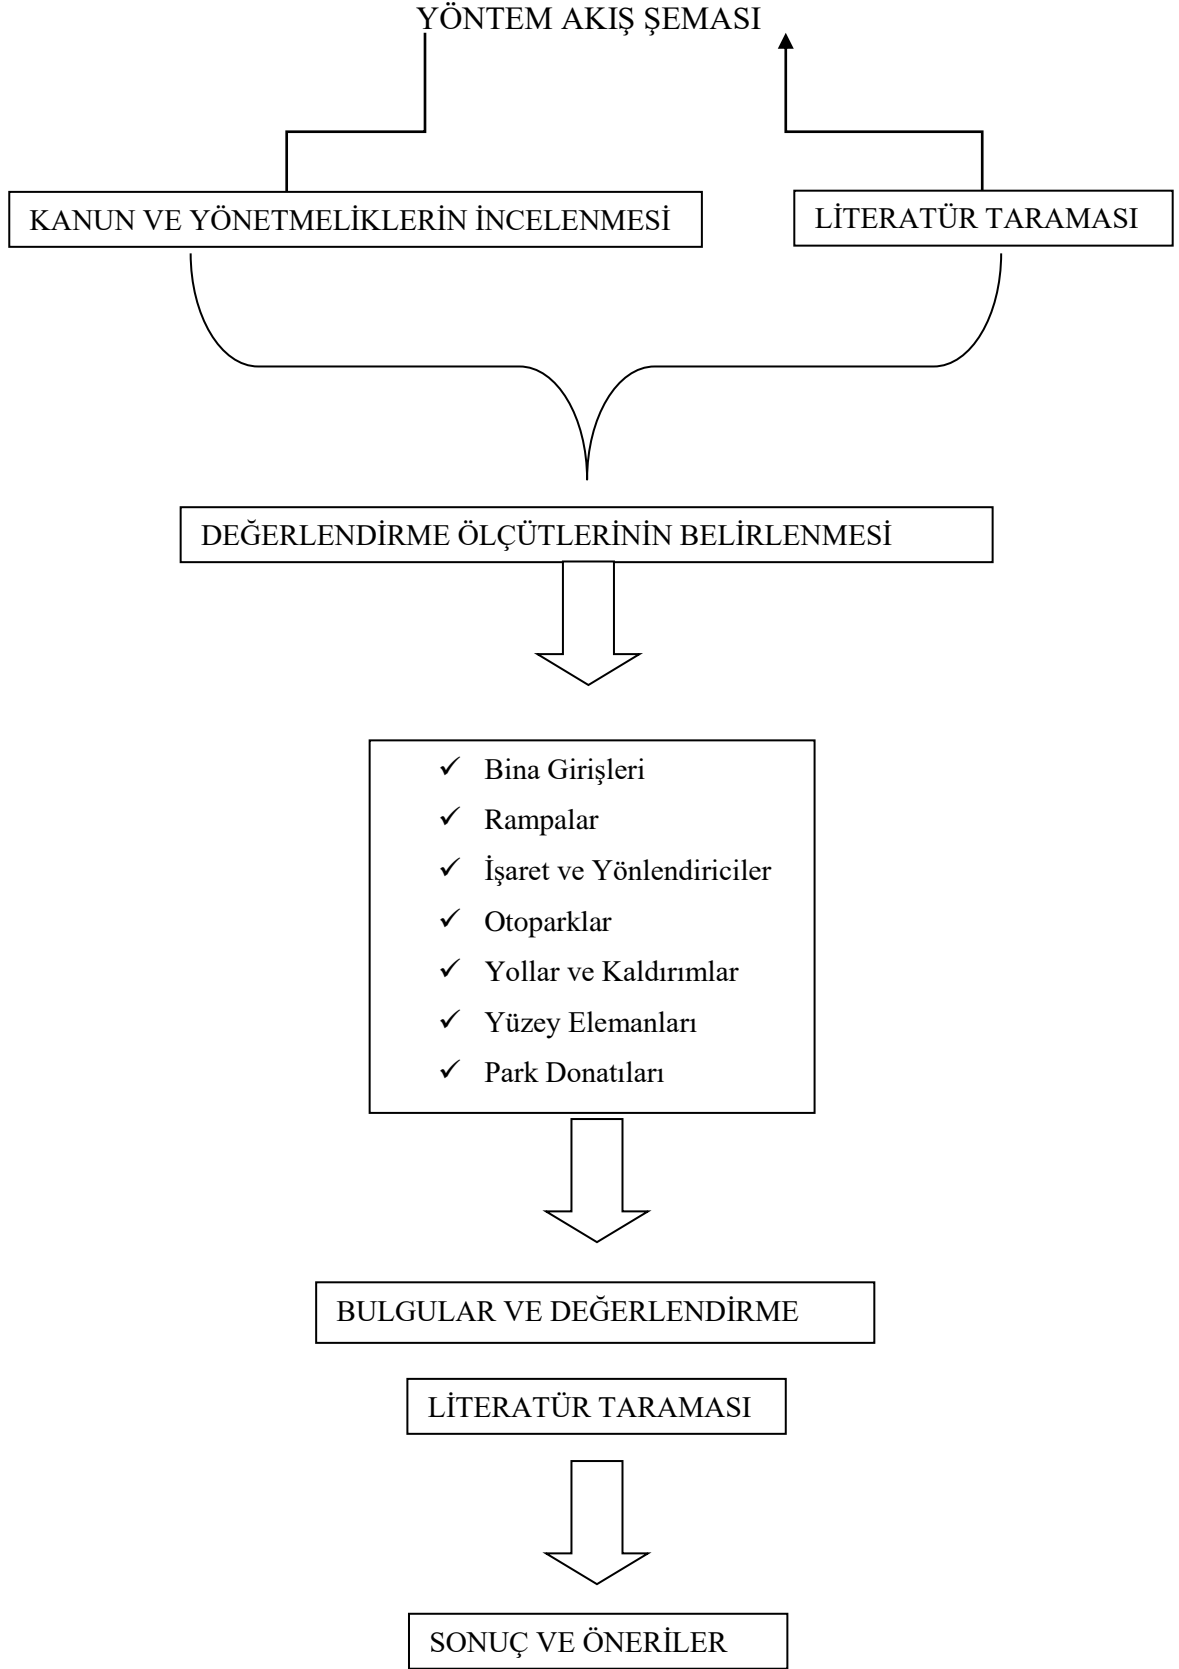 YÖNTEM AKIŞ ŞEMASI
KANUN VE YÖNETMELİKLERİN İNCELENMESİ
LİTERATÜR TARAMASI
DEĞERLENDİRME ÖLÇÜTLERİNİN BELİRLENMESİ
✓ Bina Girişleri
✓ Rampalar
✓ İşaret ve Yönlendiriciler
✓ Otoparklar
✓ Yollar ve Kaldırımlar
✓ Yüzey Elemanları
✓ Park Donatıları
BULGULAR VE DEĞERLENDİRME
LİTERATÜR TARAMASI
SONUÇ VE ÖNERİLER